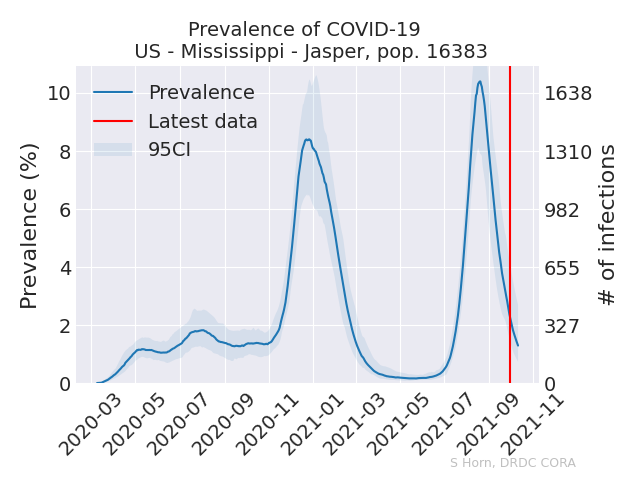 Prevalence of COVID-19
US - Mississippi - Jasper, pop. 16383
Prevalence
Latest data
95CI
Prevalence (%)
10
8
6
4
2
0
1638
1310
982
655
327
0
# of infections
2020-03
2020-05
2020-07
2020-09
2020-11
2021-01
2021-03
2021-05
2021-07
2021-09
2021-11
S Horn, DRDC CORA